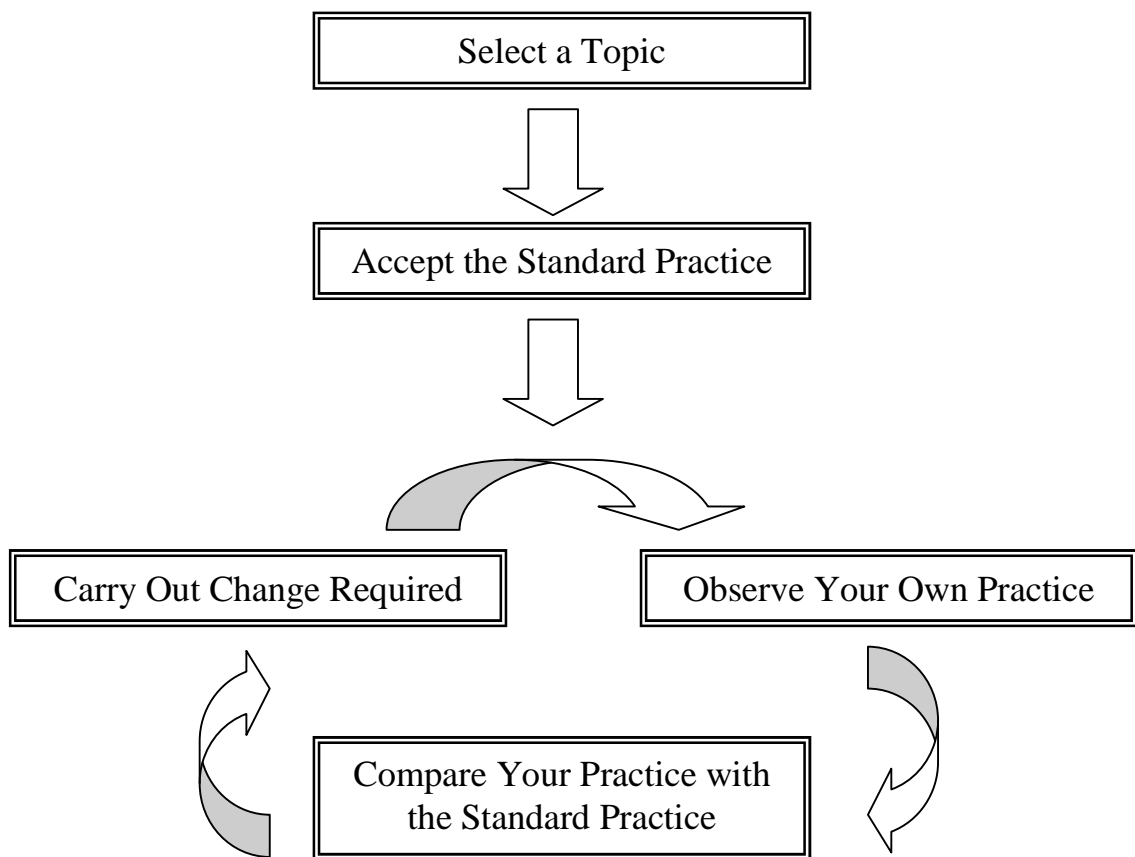 Select a Topic
Accept the Standard Practice
Carry Out Change Required
Observe Your Own Practice
Compare Your Practice with
the Standard Practice